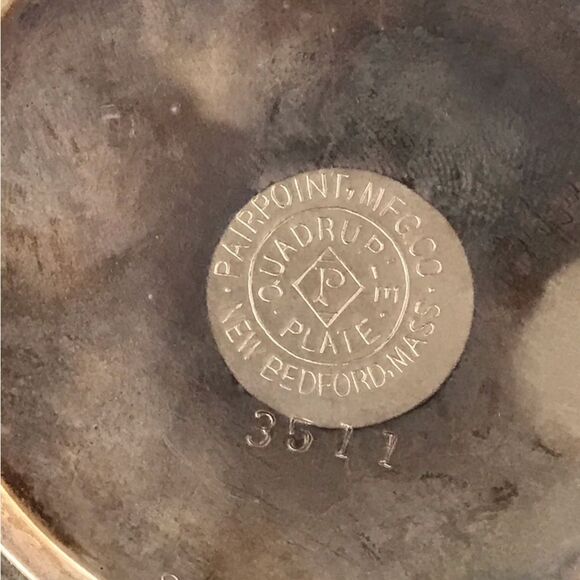 PAIRPOINT, MFG. CO.
NEW BEDFORD, MASS
QUADRUPLE
PLATE
P
3511